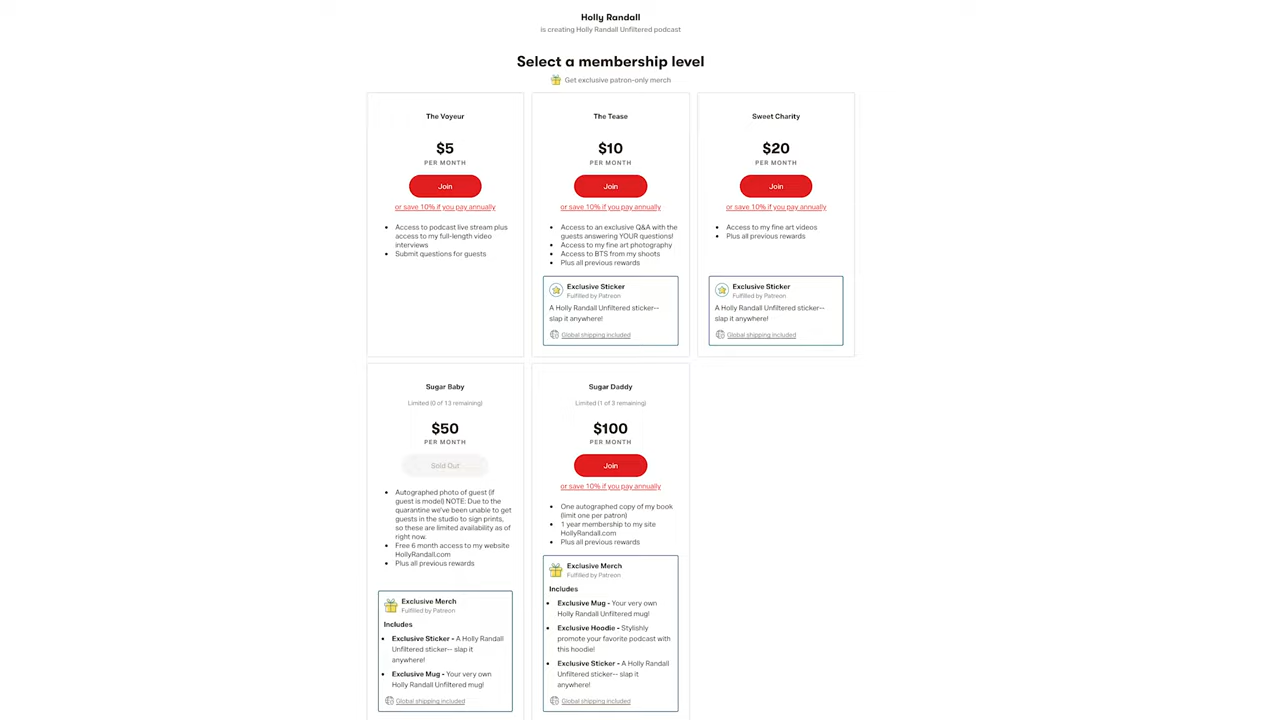 Holly Randall
is creating Holly Randall Unfiltered podcast
Select a membership level
Get exclusive patron-only merch
The Voyeur
$5
PER MONTH
Join
or save 10% if you pay annually
Access to podcast live stream plus
access to my full-length video
interviews
Submit questions for guests
The Tease
$10
PER MONTH
Join
or save 10% if you pay annually
Access to an exclusive Q&A with the
guests answering YOUR questions!
Access to my fine art photography
Access to BTS from my shoots
Plus all previous rewards
Exclusive Sticker
Fulfilled by Patreon
A Holly Randall Unfiltered sticker--
slap it anywhere!
Global shipping included
Sweet Charity
$20
PER MONTH
Join
or save 10% if you pay annually
Access to my fine art videos
Plus all previous rewards
Exclusive Sticker
Fulfilled by Patreon
A Holly Randall Unfiltered sticker--
slap it anywhere!
Global shipping included
Sugar Baby
Limited (0 of 13 remaining)
$50
PER MONTH
Sold Out
Autographed photo of guest (if
guest is model) NOTE: Due to the
quarantine we've been unable to get
guests in the studio to sign prints,
so these are limited availability as of
right now.
Free 6 month access to my website
HollyRandall.com
Plus all previous rewards
Exclusive Merch
Fulfilled by Patreon
Includes
Exclusive Sticker - A Holly Randall
Unfiltered sticker-- slap it
anywhere!
Exclusive Mug - Your very own
Holly Randall Unfiltered mug!
Global shipping included
Sugar Daddy
Limited (1 of 3 remaining)
$100
PER MONTH
Join
or save 10% if you pay annually
One autographed copy of my book
(limit one per patron)
1 year membership to my site
HollyRandall.com
Plus all previous rewards
Exclusive Merch
Fulfilled by Patreon
Includes
Exclusive Mug - Your very own
Holly Randall Unfiltered mug!
Exclusive Hoodie - Stylishly
promote your favorite podcast with
this hoodie!
Exclusive Sticker - A Holly Randall
Unfiltered sticker-- slap it
anywhere!
Global shipping included